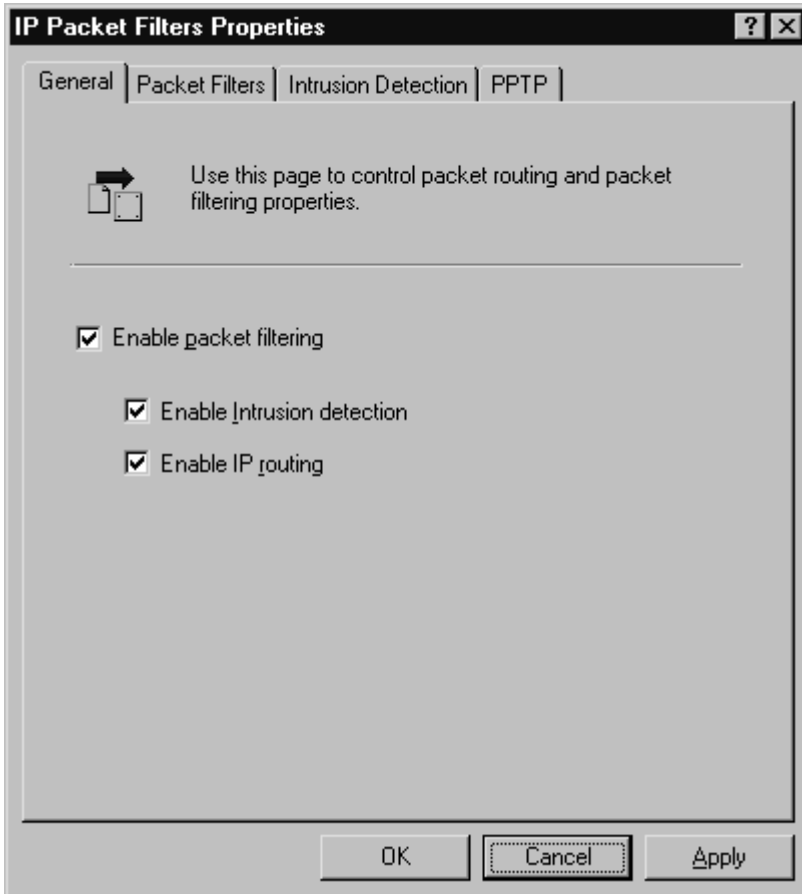 IP Packet Filters Properties
General
Packet Filters
Intrusion Detection
PPTP
Use this page to control packet routing and packet
filtering properties.
Enable packet filtering
Enable Intrusion detection
Enable IP routing
OK
Cancel
Apply